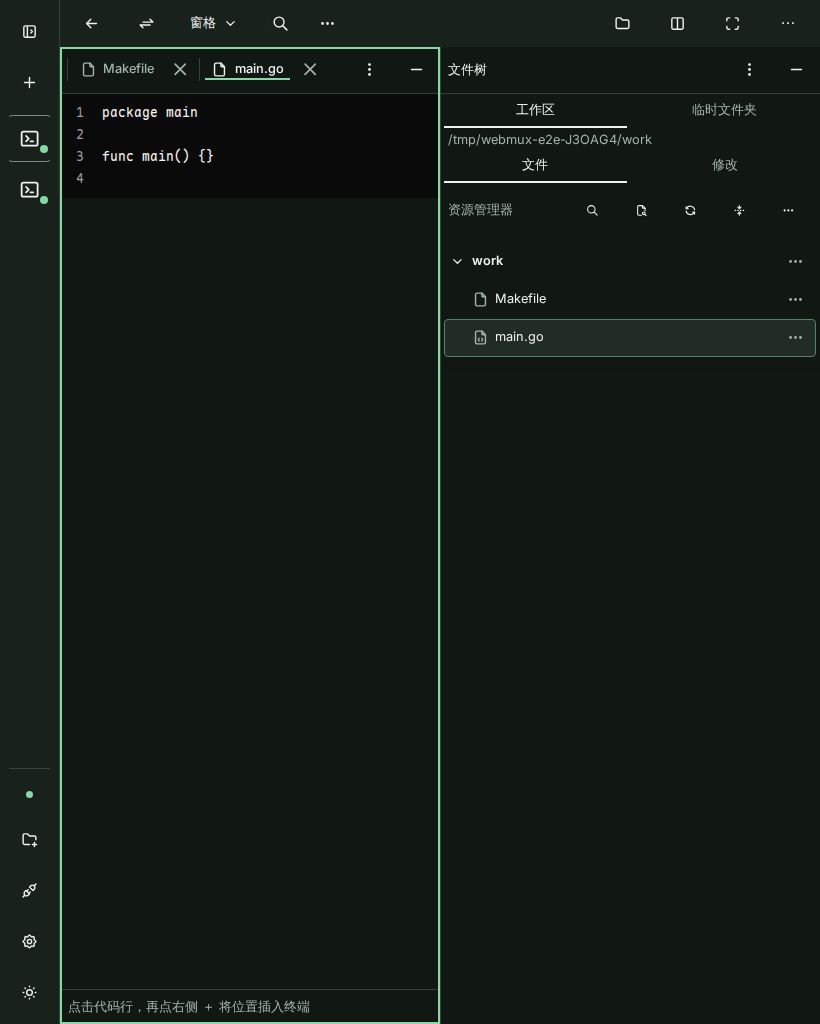 窗格
Makefile
main.go
1 package main
2
3 func main() {}
4
点击代码行，再点右侧 ＋ 将位置插入终端
文件树
工作区 临时文件夹
/tmp/webmux-e2e-J3OAG4/work
文件 修改
资源管理器
work
Makefile
main.go